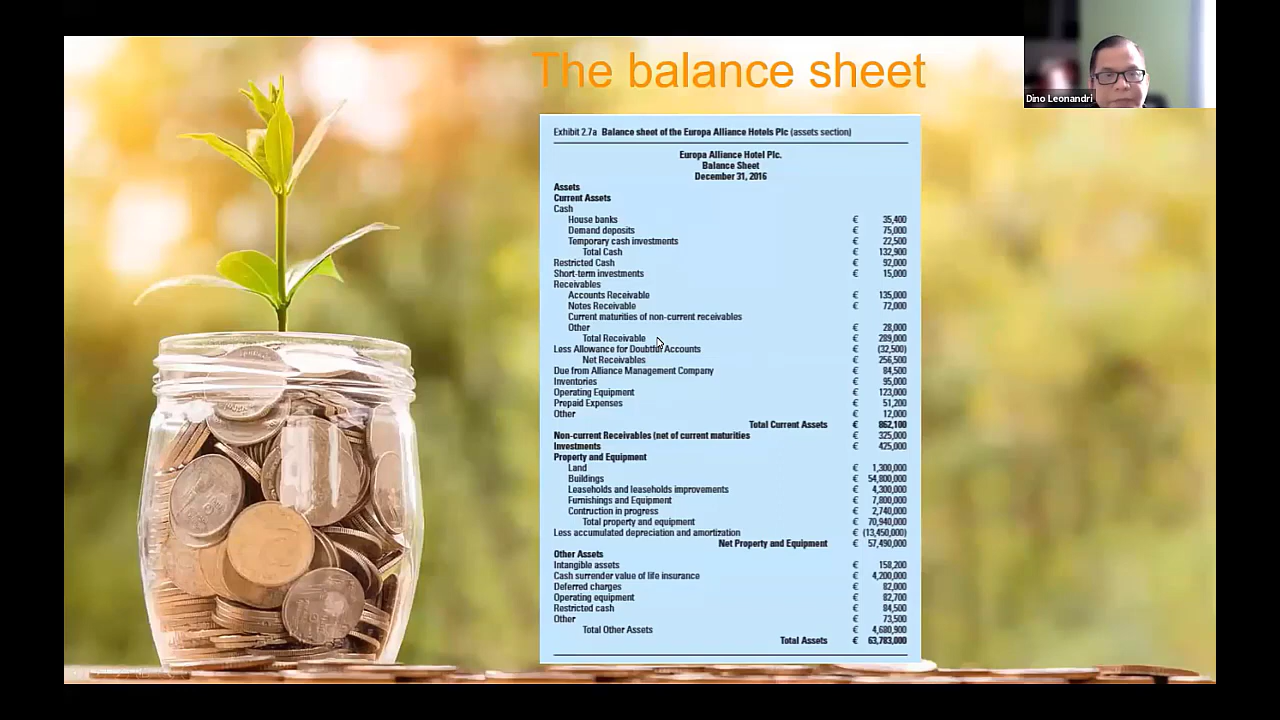 The balance sheet
Dino Leonandri
Exhibit 2.7a Balance sheet of the Europa Alliance Hotels Plc (assets section)
Europa Alliance Hotel Plc.
Balance Sheet
December 31, 2016
Assets
Current Assets
Cash
House banks € 35,400
Demand deposits € 75,000
Temporary cash investments € 22,500
Total Cash € 132,900
Restricted Cash € 92,000
Short-term investments € 15,000
Receivables
Accounts Receivable € 135,000
Notes Receivable € 72,000
Current maturities of non-current receivables
Other € 28,000
Total Receivable € 289,000
Less Allowance for Doubtful Accounts € (32,500)
Net Receivables € 256,500
Due from Alliance Management Company € 84,500
Inventories € 95,000
Operating Equipment € 123,000
Prepaid Expenses € 51,200
Other € 12,000
Total Current Assets € 862,100
Non-current Receivables (net of current maturities € 325,000
Investments € 425,000
Property and Equipment
Land € 1,300,000
Buildings € 54,800,000
Leaseholds and leaseholds improvements € 4,300,000
Furnishings and Equipment € 7,800,000
Contruction in progress € 2,740,000
Total property and equipment € 70,940,000
Less accumulated depreciation and amortization € (13,450,000)
Net Property and Equipment € 57,490,000
Other Assets
Intangible assets € 158,200
Cash surrender value of life insurance € 4,200,000
Deferred charges € 82,000
Operating equipment € 82,700
Restricted cash € 84,500
Other € 73,500
Total Other Assets € 4,680,900
Total Assets € 63,783,000